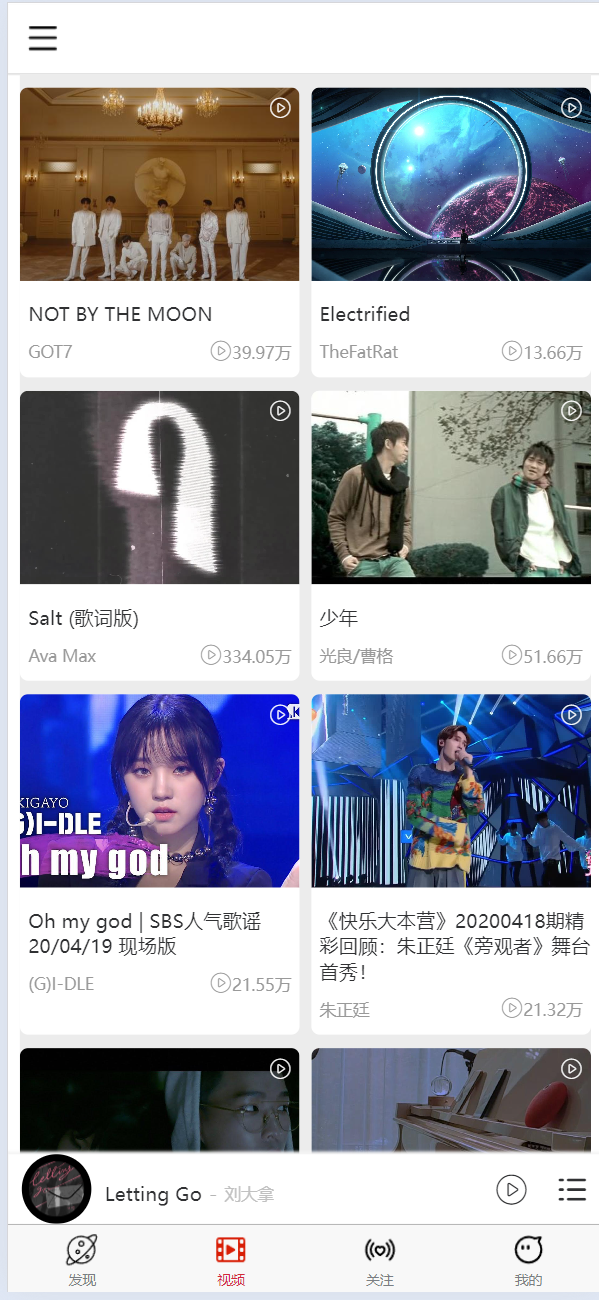 NOT BY THE MOON
GOT7
39.97万
Electrified
TheFatRat
13.66万
Salt (歌词版)
Ava Max
334.05万
少年
光良/曹格
51.66万
KIGAYO
G)I-DLE
h my god
Oh my god | SBS人气歌谣
20/04/19 现场版
(G)I-DLE
21.55万
《快乐大本营》20200418期精
彩回顾：朱正廷《旁观者》舞台
首秀！
朱正廷
21.32万
Letting Go - 刘大拿
发现
视频
关注
我的